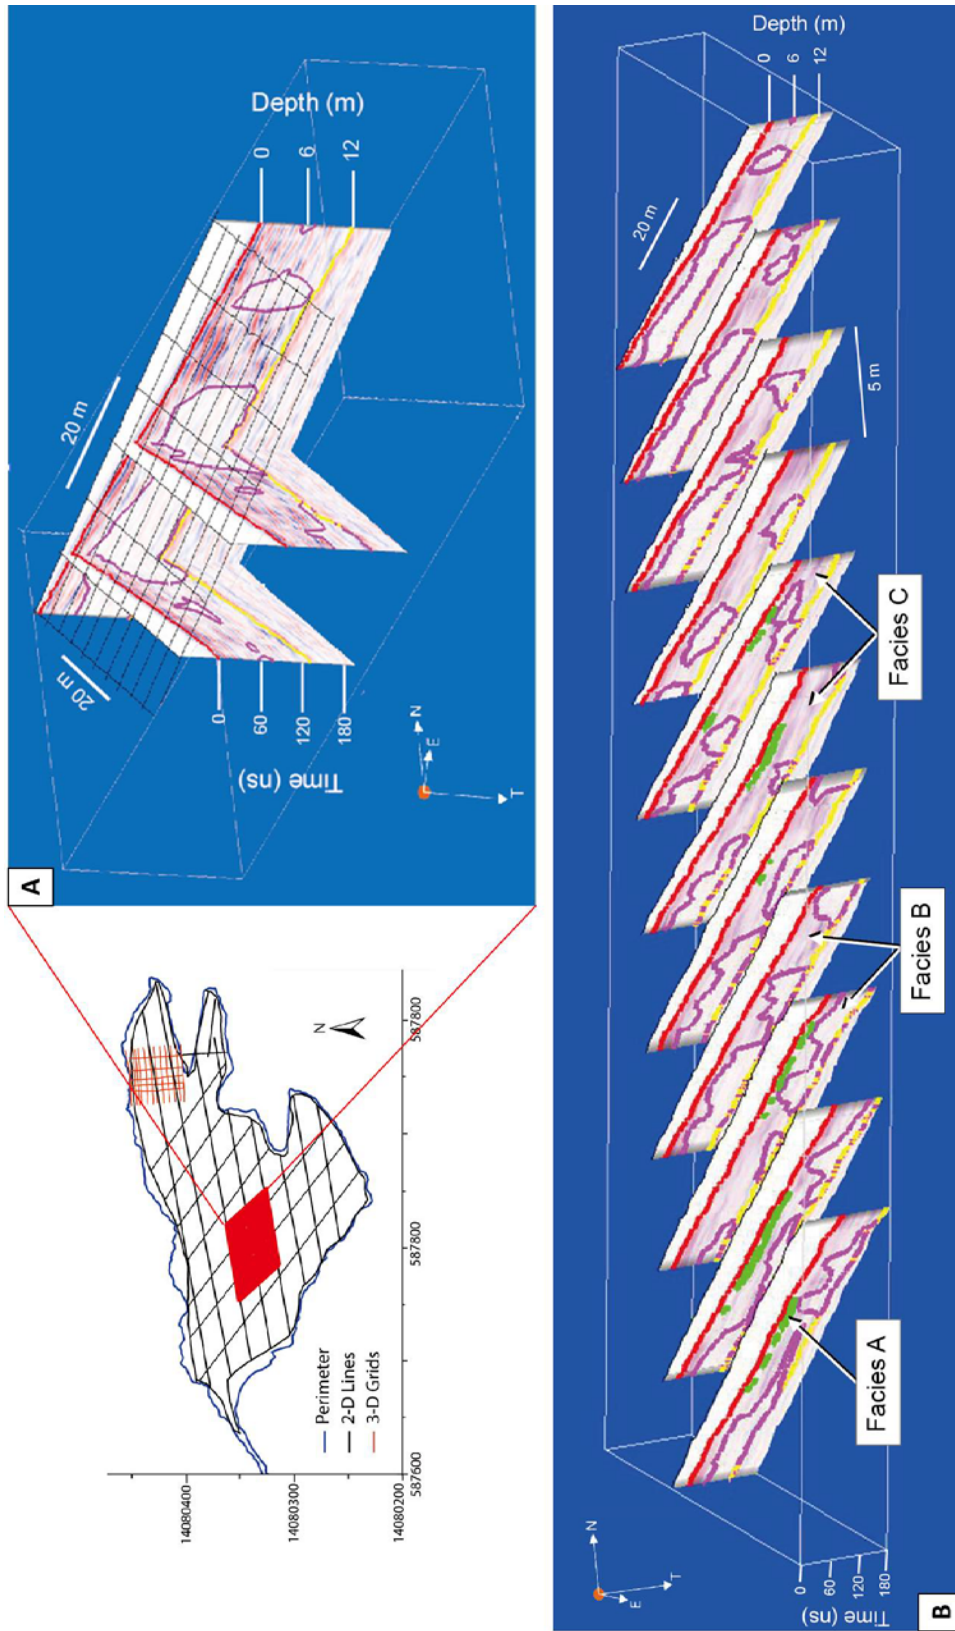 A
Depth (m)
0
6
12
20 m
20 m
0
60
120
180
Time (ns)
N
E
T
N
Perimeter
2-D Lines
3-D Grids
14080400
14080300
14080200
587600
587800
587800
B
Depth (m)
0
6
12
20 m
5 m
Facies A
Facies B
Facies C
0
60
120
180
Time (ns)
N
E
T